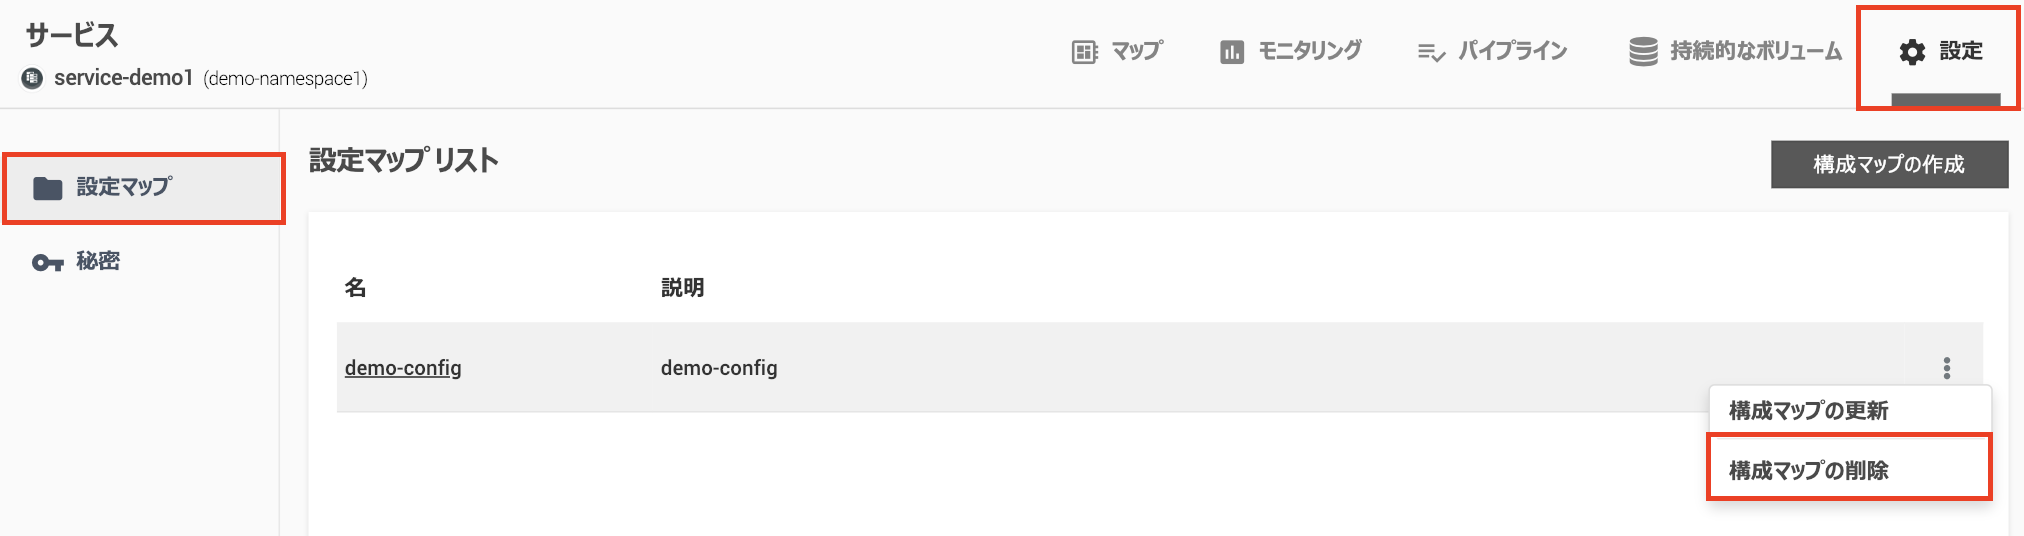 サービス
service-demo1 (demo-namespace1)
マップ
モニタリング
パイプライン
持続的なボリューム
設定
設定マップ
秘密
設定マップ リスト
構成マップの作成
名 説明
demo-config demo-config
構成マップの更新
構成マップの削除